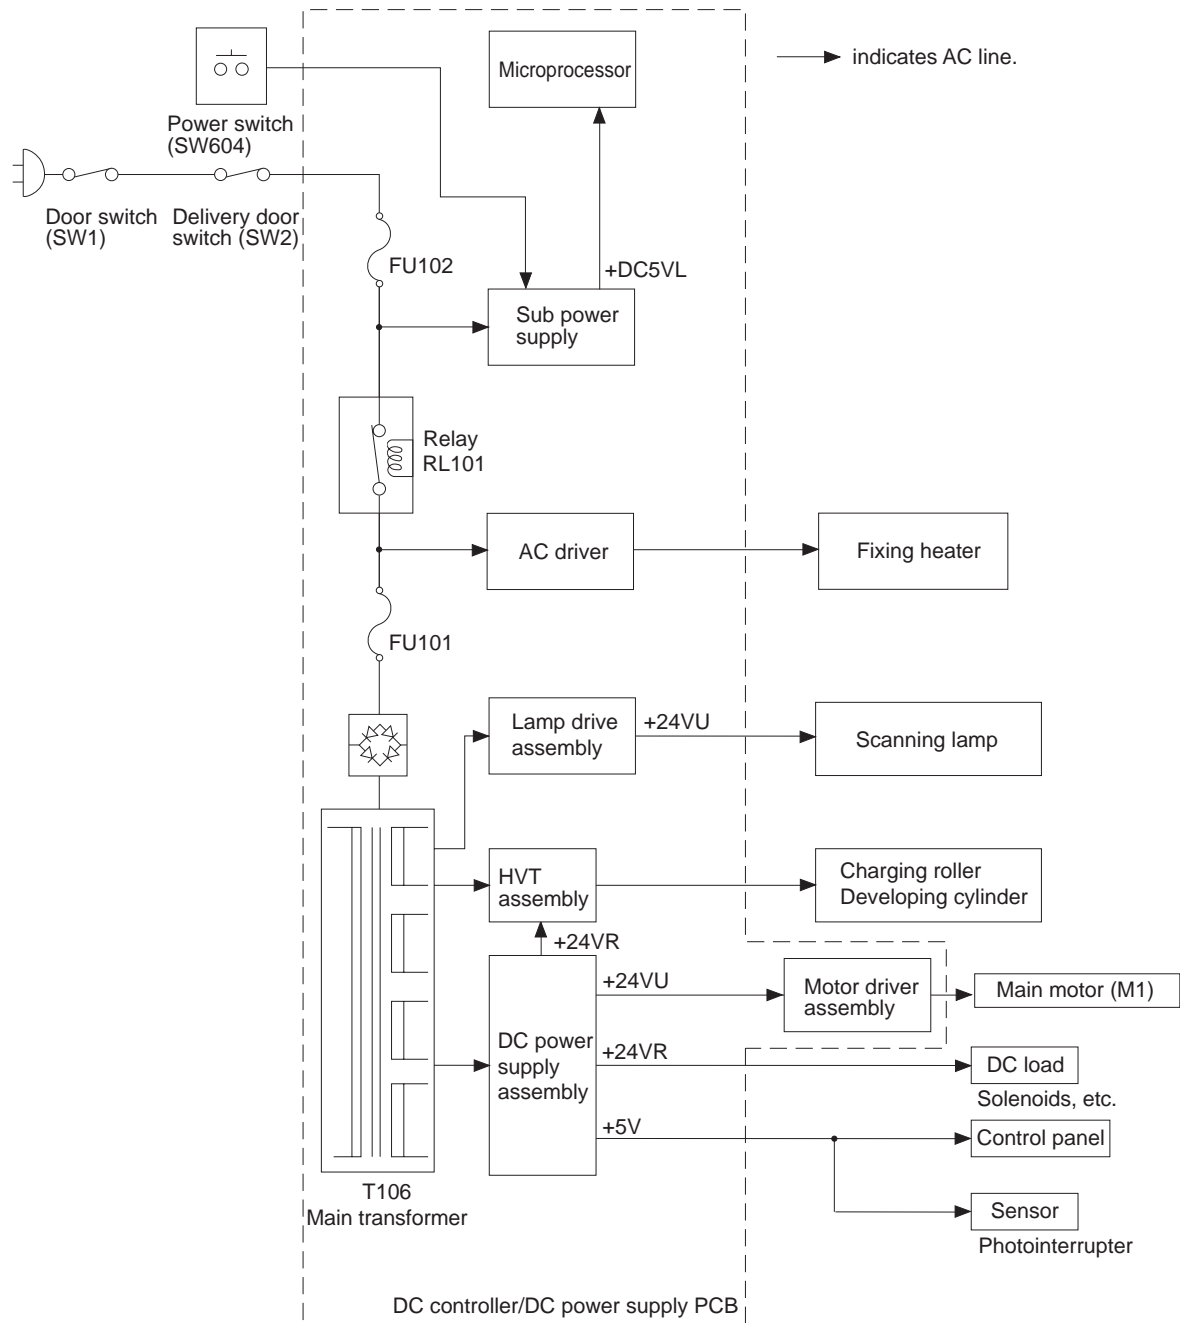 Microprocessor
indicates AC line.
Power switch
(SW604)
Door switch
(SW1)
Delivery door
switch (SW2)
FU102
+DC5VL
Sub power
supply
Relay
RL101
AC driver
Fixing heater
FU101
Lamp drive
assembly
+24VU
Scanning lamp
HVT
assembly
Charging roller
Developing cylinder
+24VR
+24VU
Motor driver
assembly
Main motor (M1)
DC power
supply
assembly
+24VR
DC load
Solenoids, etc.
+5V
Control panel
Sensor
Photointerrupter
T106
Main transformer
DC controller/DC power supply PCB